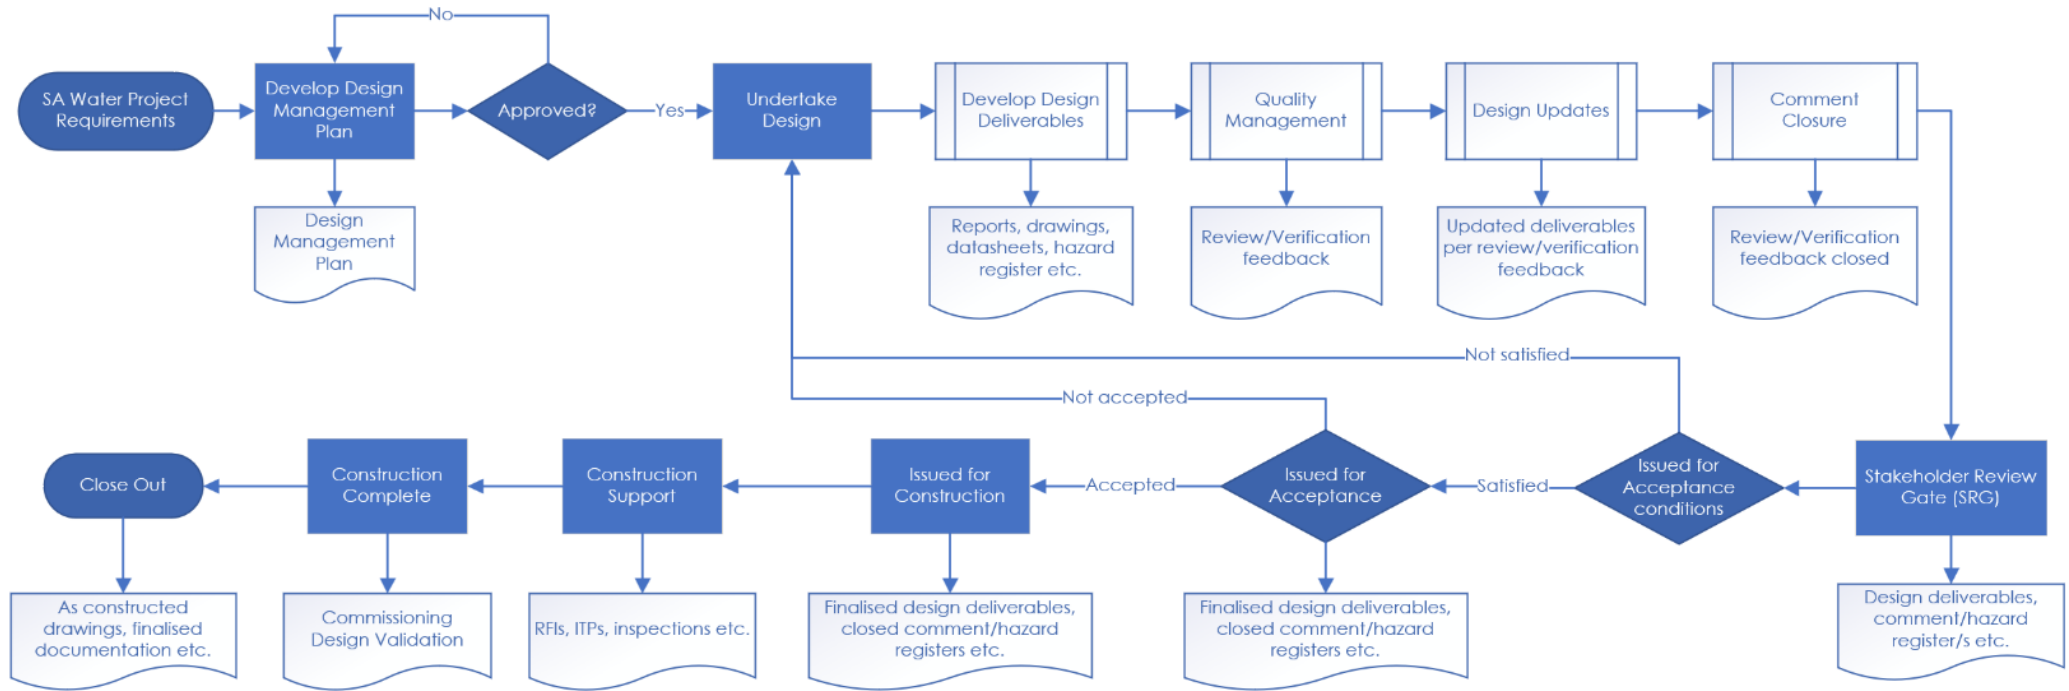 No
SA Water Project
Requirements
Develop Design
Management
Plan
Approved?
Yes
Undertake
Design
Develop Design
Deliverables
Quality
Management
Design Updates
Comment
Closure
Design
Management
Plan
Reports, drawings,
datasheets, hazard
register etc.
Review/Verification
feedback
Updated deliverables
per review/verification
feedback
Review/Verification
feedback closed
Not satisfied
Not accepted
Stakeholder Review
Gate (SRG)
Issued for
Acceptance
conditions
Satisfied
Issued for
Acceptance
Accepted
Issued for
Construction
Construction
Support
Construction
Complete
Close Out
Design deliverables,
comment/hazard
register/s etc.
Finalised design deliverables,
closed comment/hazard
registers etc.
Finalised design deliverables,
closed comment/hazard
registers etc.
RFIs, ITPs, inspections etc.
Commissioning
Design Validation
As constructed
drawings, finalised
documentation etc.